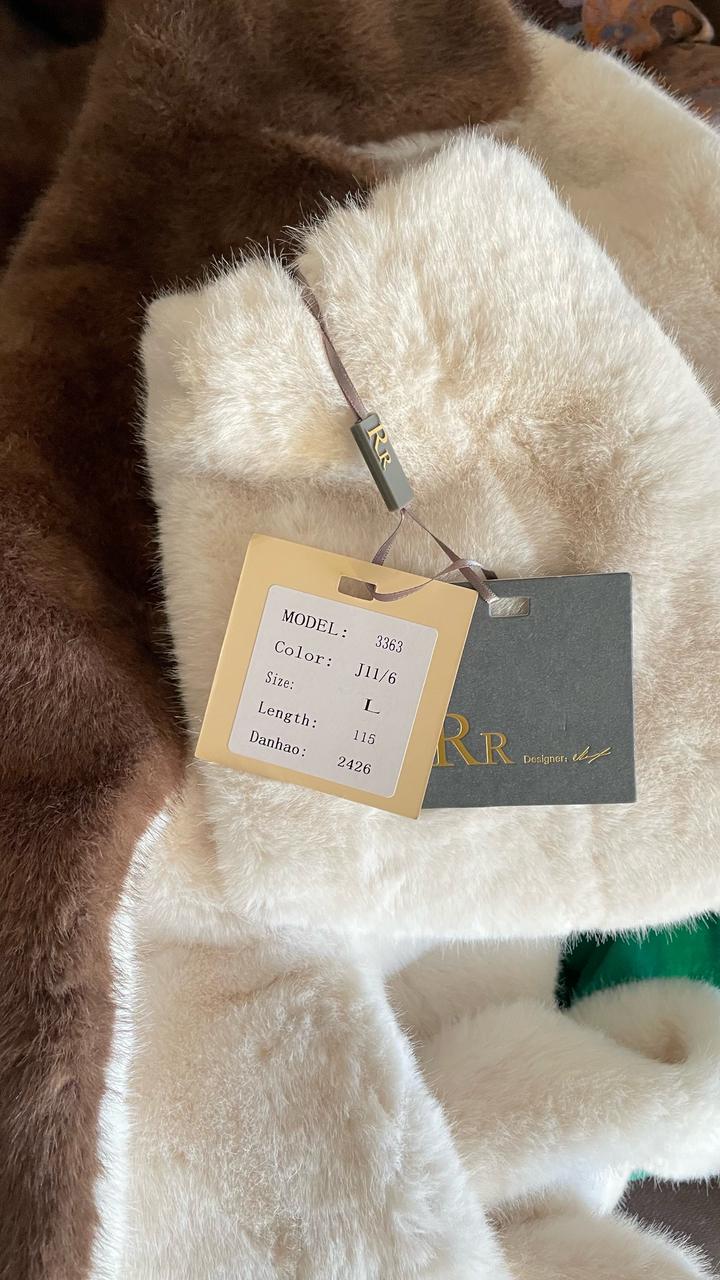 RR
MODEL: 3363
Color: J11/6
Size: L
Length: 115
Danhao: 2426
RR Designer: